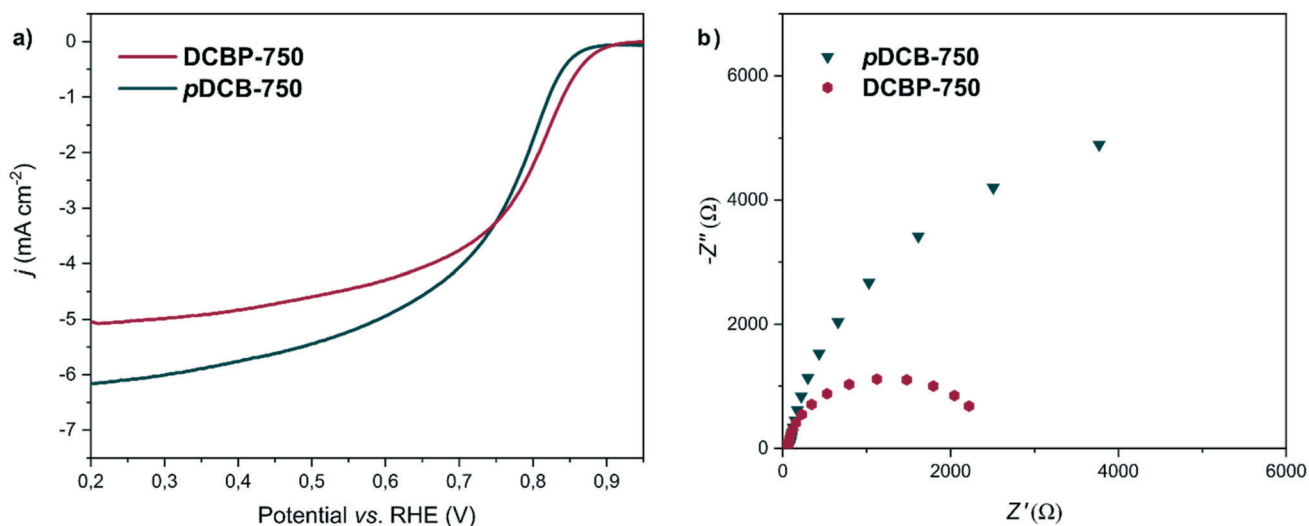 a)
DCBP-750
pDCB-750
0
-1
-2
-3
-4
-5
-6
-7
j (mA cm⁻²)
0,2 0,3 0,4 0,5 0,6 0,7 0,8 0,9
Potential vs. RHE (V)
b)
pDCB-750
DCBP-750
6000
4000
2000
0
-Z" (Ω)
0 2000 4000 6000
Z' (Ω)